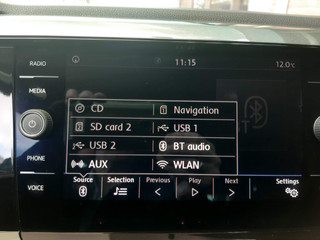 RADIO
11:15
12.0°C
MEDIA
CD
Navigation
SD card 2
USB 1
USB 2
BT audio
AUX
WLAN
PHONE
VOICE
Source
Selection
Previous
Play
Next
Settings